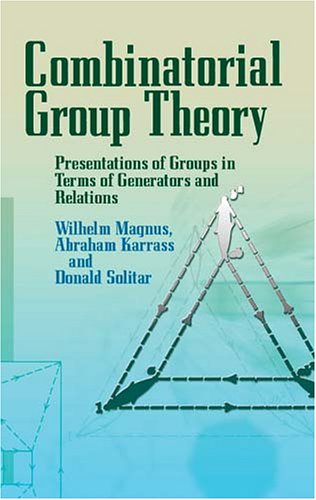 Combinatorial
Group Theory
Presentations of Groups in
Terms of Generators and
Relations
Wilhelm Magnus,
Abraham Karrass
and
Donald Solitar
1